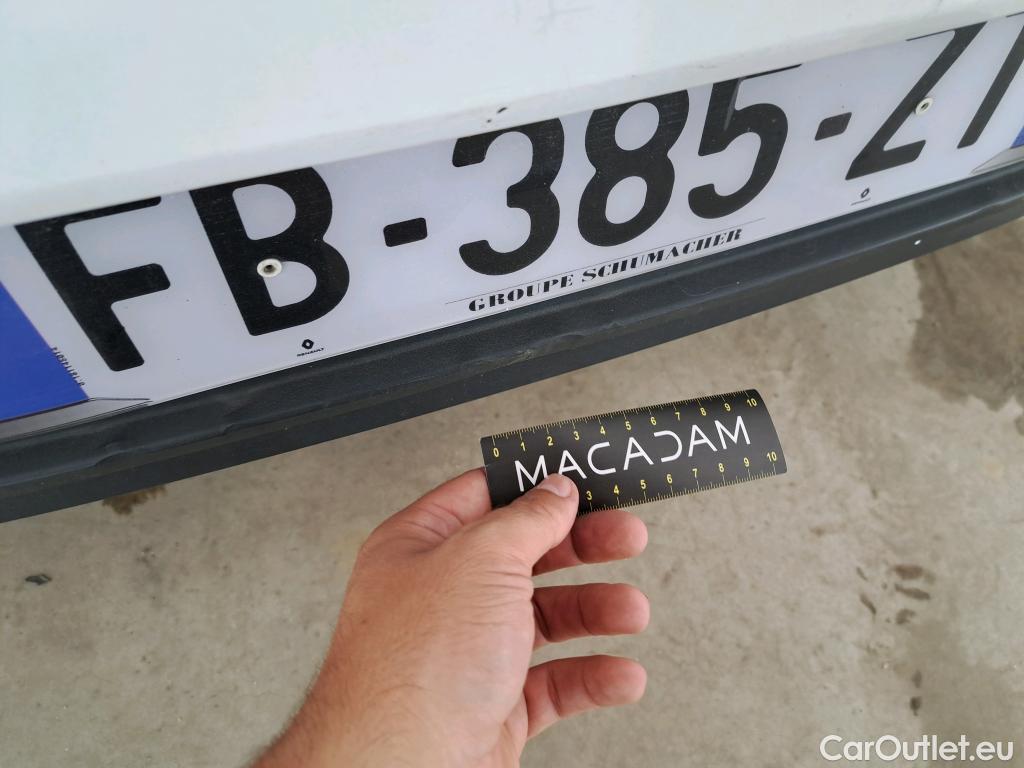 FB-385-Z
GROUPE SCHUMACHER
RENAULT
0 1 2 3 4 5 6 7 8 9 10
MACADAM
3 4 5 6 7 8 9 10
CarOutlet.eu